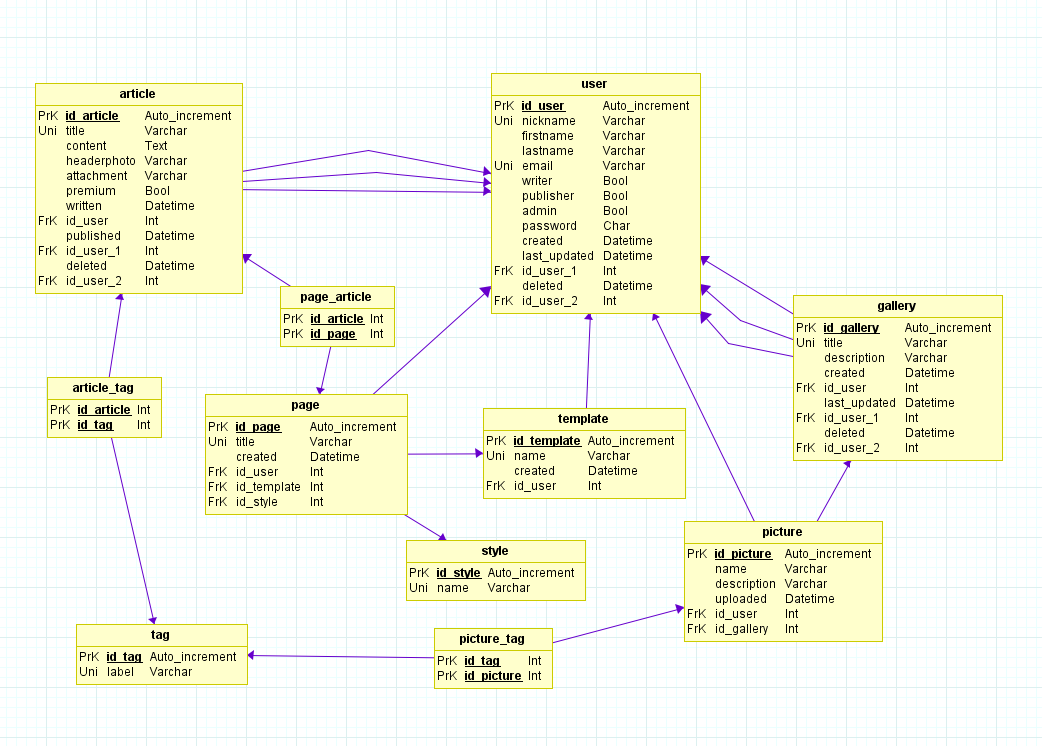 article
PrK id_article Auto_increment
Uni title Varchar
content Text
headerphoto Varchar
attachment Varchar
premium Bool
written Datetime
FrK id_user Int
published Datetime
FrK id_user_1 Int
deleted Datetime
FrK id_user_2 Int
user
PrK id_user Auto_increment
Uni nickname Varchar
firstname Varchar
lastname Varchar
Uni email Varchar
writer Bool
publisher Bool
admin Bool
password Char
created Datetime
last_updated Datetime
FrK id_user_1 Int
deleted Datetime
FrK id_user_2 Int
page_article
PrK id_article Int
PrK id_page Int
gallery
PrK id_gallery Auto_increment
Uni title Varchar
description Varchar
created Datetime
FrK id_user Int
last_updated Datetime
FrK id_user_1 Int
deleted Datetime
FrK id_user_2 Int
article_tag
PrK id_article Int
PrK id_tag Int
page
PrK id_page Auto_increment
Uni title Varchar
created Datetime
FrK id_user Int
FrK id_template Int
FrK id_style Int
template
PrK id_template Auto_increment
Uni name Varchar
created Datetime
FrK id_user Int
style
PrK id_style Auto_increment
Uni name Varchar
picture
PrK id_picture Auto_increment
name Varchar
description Varchar
uploaded Datetime
FrK id_user Int
FrK id_gallery Int
tag
PrK id_tag Auto_increment
Uni label Varchar
picture_tag
PrK id_tag Int
PrK id_picture Int